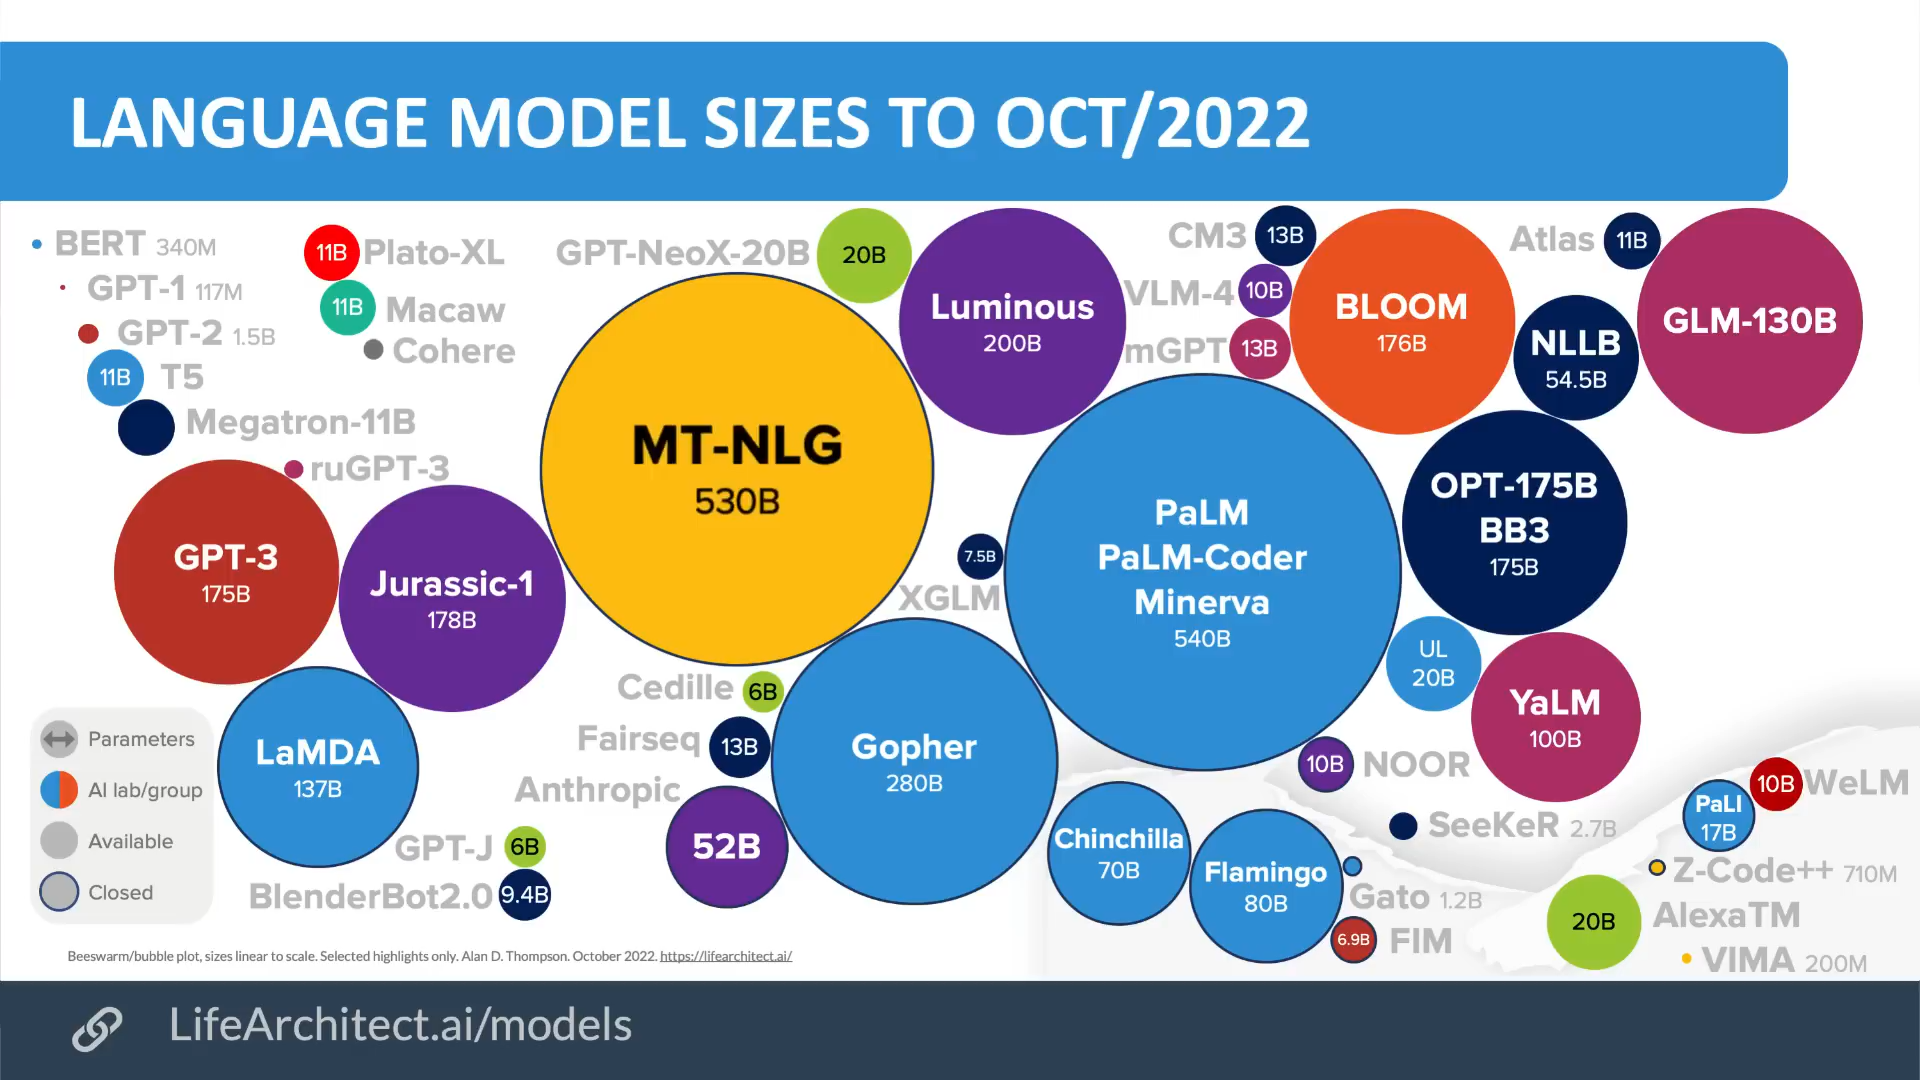 LANGUAGE MODEL SIZES TO OCT/2022
BERT 340M
GPT-1 117M
GPT-2 1.5B
11B T5
Megatron-11B
ruGPT-3
11B Plato-XL
11B Macaw
Cohere
GPT-3
175B
Jurassic-1
178B
LaMDA
137B
GPT-J 6B
BlenderBot2.0 9.4B
GPT-NeoX-20B 20B
MT-NLG
530B
Luminous
200B
CM3 13B
VLM-4 10B
mGPT 13B
BLOOM
176B
Atlas 11B
NLLB
54.5B
GLM-130B
OPT-175B
BB3
175B
7.5B
XGLM
PaLM
PaLM-Coder
Minerva
540B
UL
20B
YaLM
100B
Cedille 6B
Fairseq 13B
Anthropic
52B
Gopher
280B
Chinchilla
70B
Flamingo
80B
10B NOOR
SeeKeR 2.7B
Gato 1.2B
6.9B FIM
PaLI
17B
10B WeLM
Z-Code++ 710M
20B AlexaTM
VIMA 200M
Parameters
AI lab/group
Available
Closed
Beeswarm/bubble plot, sizes linear to scale. Selected highlights only. Alan D. Thompson. October 2022. https://lifearchitect.ai/
LifeArchitect.ai/models